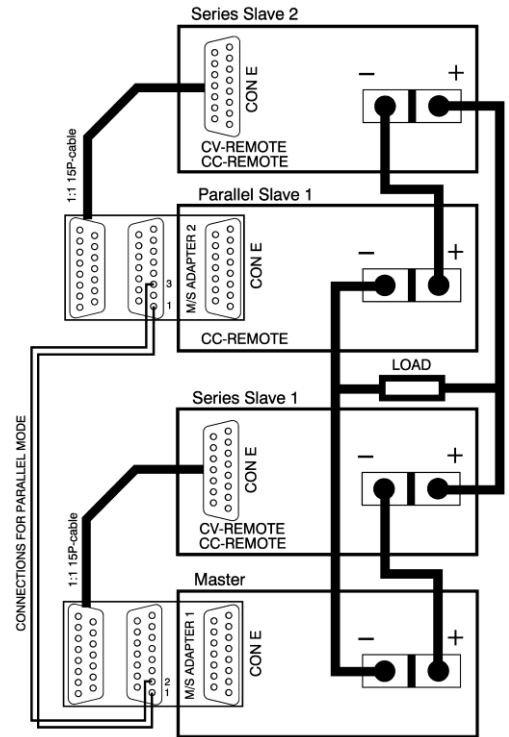 Series Slave 2
− +
CON E
1:1 15P-cable
CV-REMOTE
CC-REMOTE
Parallel Slave 1
− +
3
1
M/S ADAPTER 2
CON E
CC-REMOTE
LOAD
CONNECTIONS FOR PARALLEL MODE
Series Slave 1
− +
CON E
1:1 15P-cable
CV-REMOTE
CC-REMOTE
Master
− +
2
1
M/S ADAPTER 1
CON E